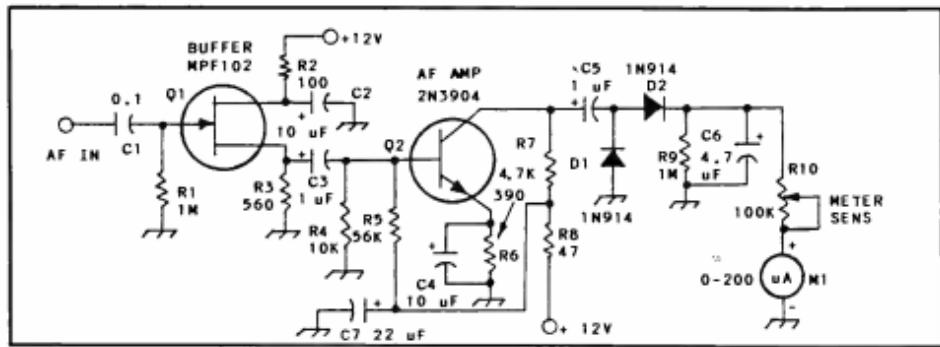 BUFFER
MPF102
+12V
R2
100
C2
10 uF
Q1
0.1
C1
AF IN
R1
1M
R3
560
C3
1 uF
R4
10K
R5
56K
Q2
AF AMP
2N3904
C4
10 uF
4.7K
390
R6
R7
R8
47
+ 12V
C7 22 uF
C5
1 uF
1N914
D2
D1
1N914
R9
1M
C6
4.7
uF
R10
100K
METER
SENS
0-200
uA
M1